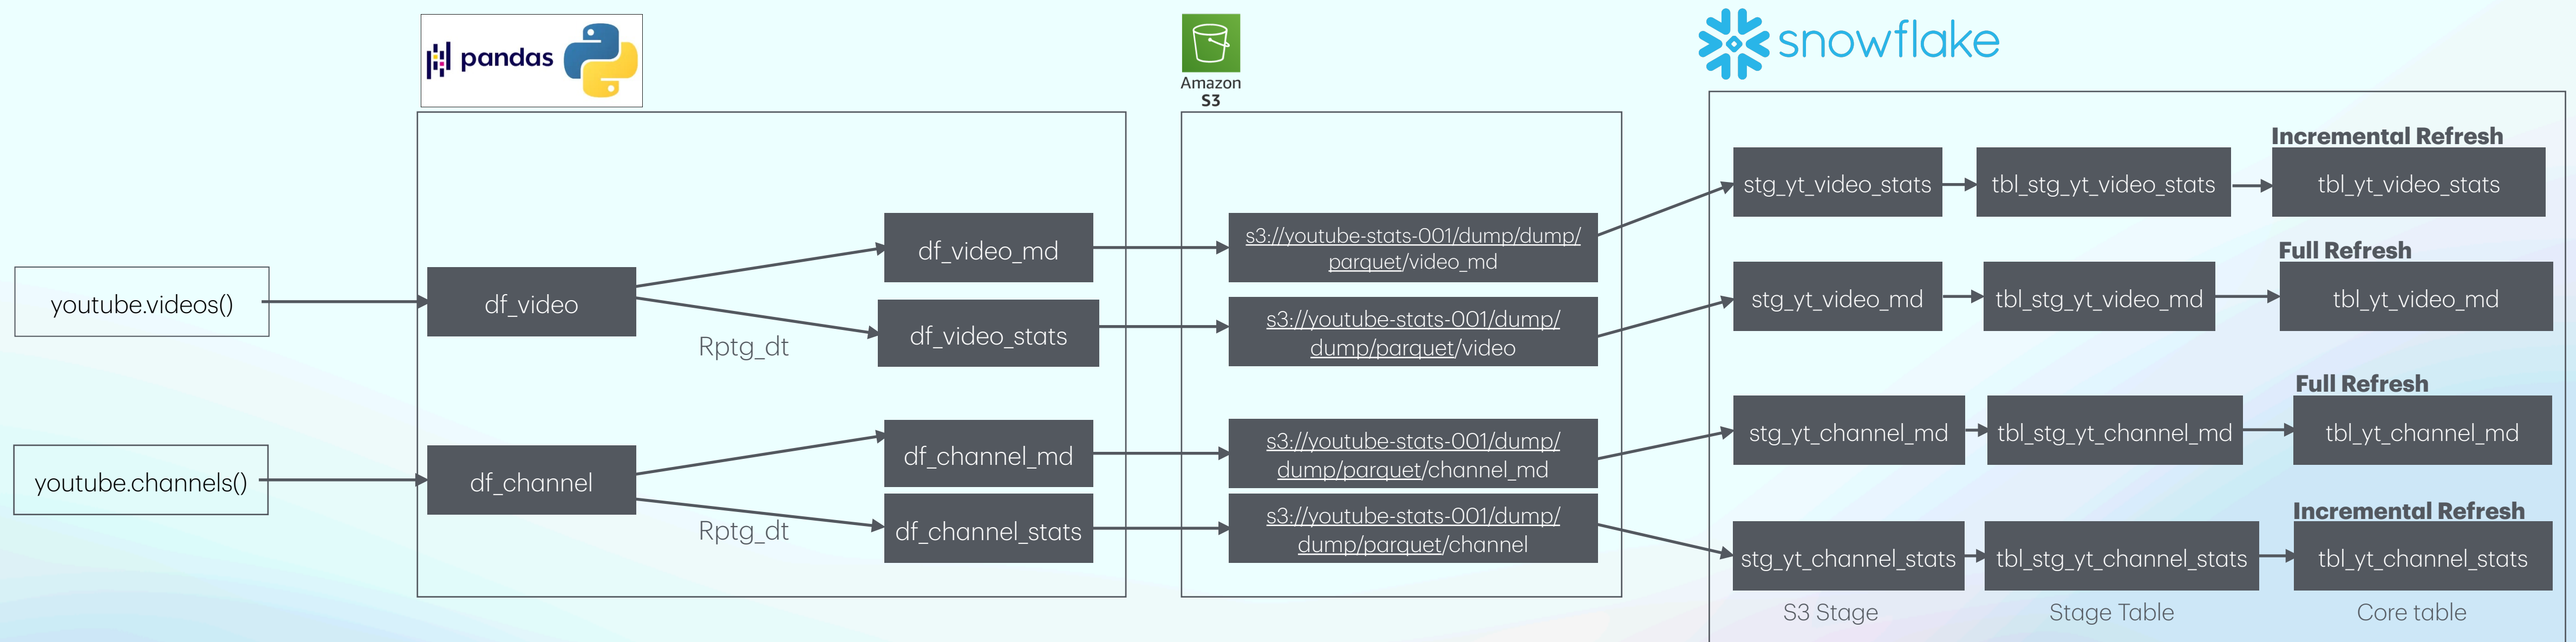 pandas
Amazon
S3
snowflake
youtube.videos()
youtube.channels()
df_video
df_channel
Rptg_dt
Rptg_dt
df_video_md
df_video_stats
df_channel_md
df_channel_stats
s3://youtube-stats-001/dump/dump/
parquet/video_md
s3://youtube-stats-001/dump/
dump/parquet/video
s3://youtube-stats-001/dump/
dump/parquet/channel_md
s3://youtube-stats-001/dump/
dump/parquet/channel
Incremental Refresh
stg_yt_video_stats
tbl_stg_yt_video_stats
tbl_yt_video_stats
Full Refresh
stg_yt_video_md
tbl_stg_yt_video_md
tbl_yt_video_md
Full Refresh
stg_yt_channel_md
tbl_stg_yt_channel_md
tbl_yt_channel_md
Incremental Refresh
stg_yt_channel_stats
tbl_stg_yt_channel_stats
tbl_yt_channel_stats
S3 Stage
Stage Table
Core table